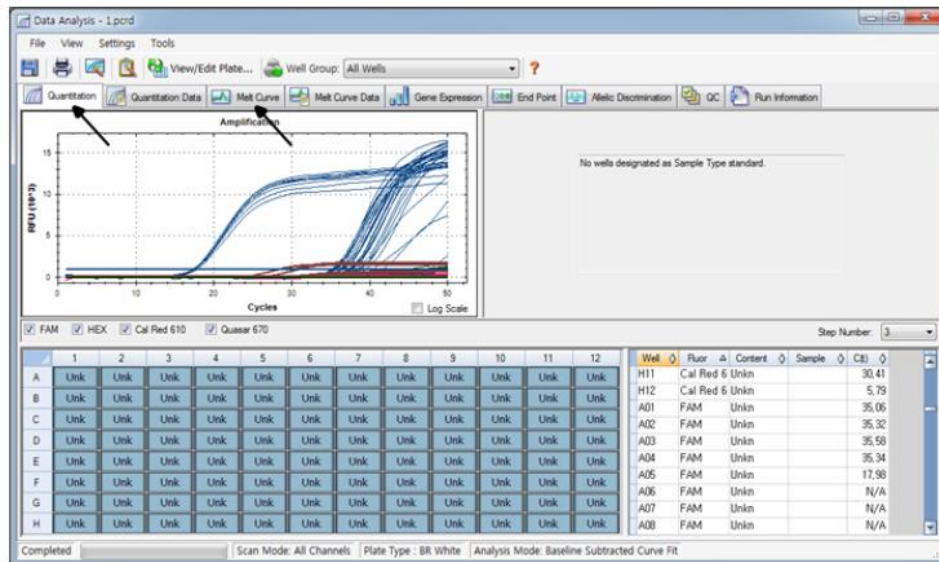 Data Analysis - 1.pcrd
File View Settings Tools
View/Edit Plate... Well Group: All Wells ?
Quantitation Quantitation Data Melt Curve Melt Curve Data Gene Expression End Point Allelic Discrimination QC Run Information
Amplification
No wells designated as Sample Type standard.
RFU (10^3)
15
10
5
0
0 10 20 30 40 50
Cycles
Log Scale
FAM HEX Cal Red 610 Quasar 670 Step Number: 3
1 2 3 4 5 6 7 8 9 10 11 12
A Unk Unk Unk Unk Unk Unk Unk Unk Unk Unk Unk Unk
B Unk Unk Unk Unk Unk Unk Unk Unk Unk Unk Unk Unk
C Unk Unk Unk Unk Unk Unk Unk Unk Unk Unk Unk Unk
D Unk Unk Unk Unk Unk Unk Unk Unk Unk Unk Unk Unk
E Unk Unk Unk Unk Unk Unk Unk Unk Unk Unk Unk Unk
F Unk Unk Unk Unk Unk Unk Unk Unk Unk Unk Unk Unk
G Unk Unk Unk Unk Unk Unk Unk Unk Unk Unk Unk Unk
H Unk Unk Unk Unk Unk Unk Unk Unk Unk Unk Unk Unk
Well Fluor Content Sample C(t)
H11 Cal Red 6 Unkn 30,41
H12 Cal Red 6 Unkn 5,79
A01 FAM Unkn 35,06
A02 FAM Unkn 35,32
A03 FAM Unkn 35,58
A04 FAM Unkn 35,34
A05 FAM Unkn 17,98
A06 FAM Unkn N/A
A07 FAM Unkn N/A
A08 FAM Unkn N/A
Completed Scan Mode: All Channels Plate Type : BR White Analysis Mode: Baseline Subtracted Curve Fit